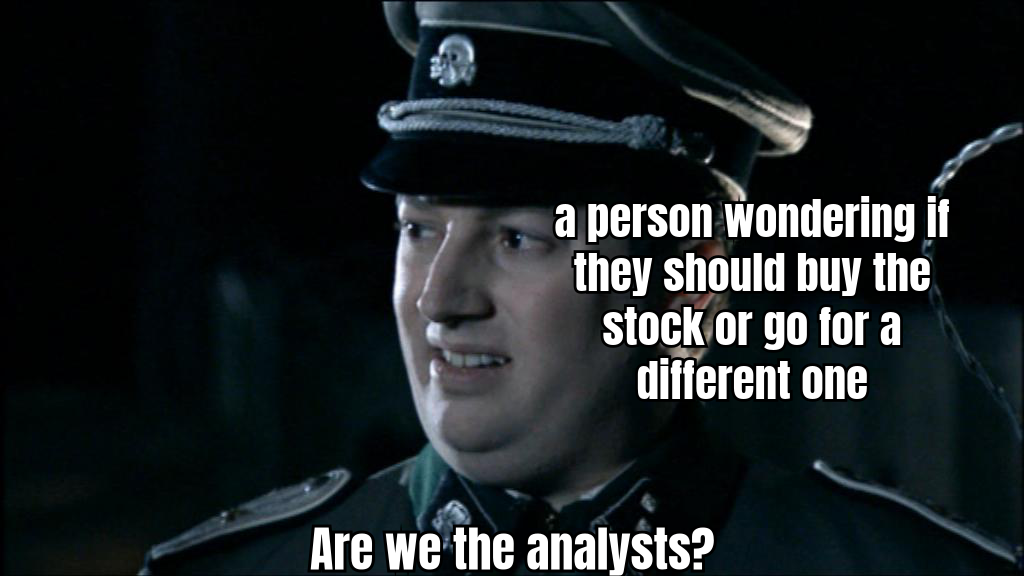 a person wondering if
they should buy the
stock or go for a
different one
Are we the analysts?